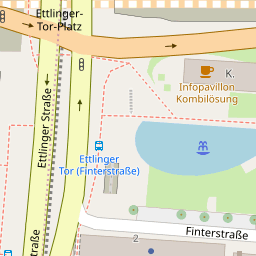 Ettlinger-
Tor-Platz
K.
Infopavillon
Kombilösung
Ettlinger Straße
Ettlinger
Tor (Finterstraße)
Finterstraße
2
straße